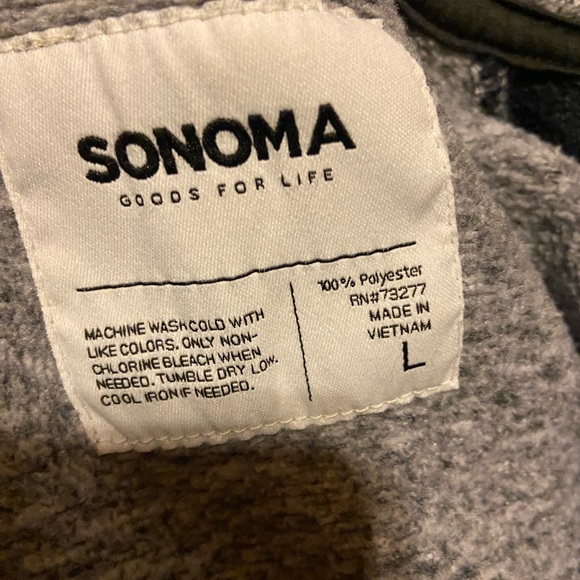 SONOMA
GOODS FOR LIFE
MACHINE WASH COLD WITH
LIKE COLORS. ONLY NON-
CHLORINE BLEACH WHEN
NEEDED. TUMBLE DRY LOW.
COOL IRON IF NEEDED.
100% Polyester
RN#73277
MADE IN
VIETNAM
L